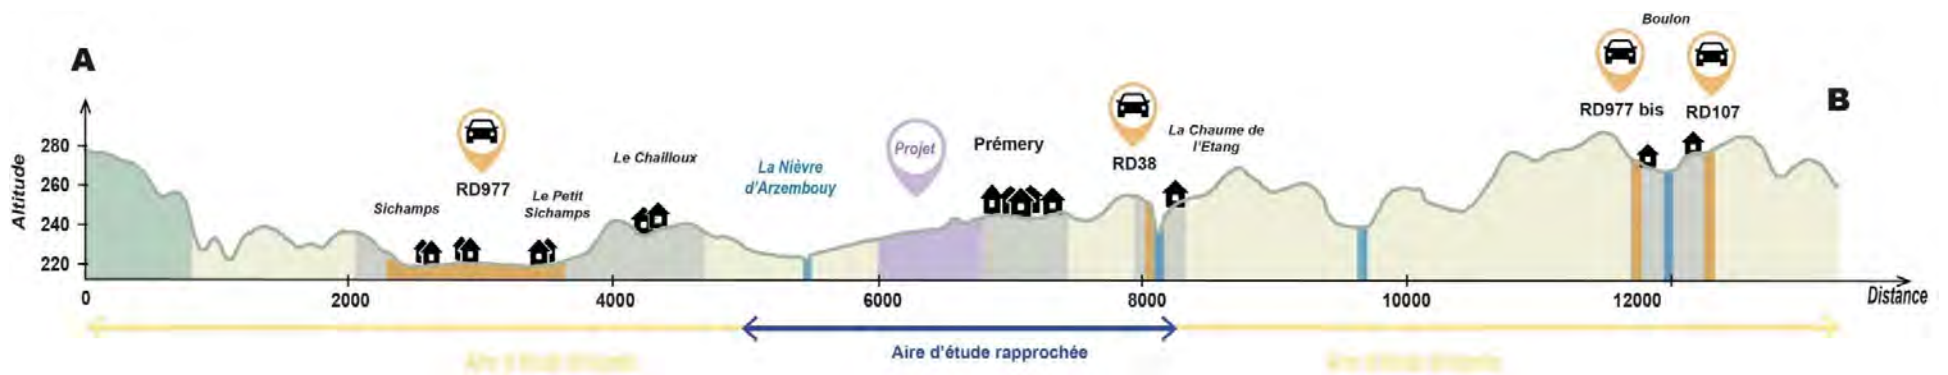 Boulon
A
B
RD977 bis
RD107
280
260
240
220
Altitude
Sichamps
RD977
Le Petit
Sichamps
Le Chailloux
La Nièvre
d'Arzembouy
Projet
Prémery
RD38
La Chaume de
l'Etang
0
2000
4000
6000
8000
10000
12000
Distance
Aire d'étude rapprochée